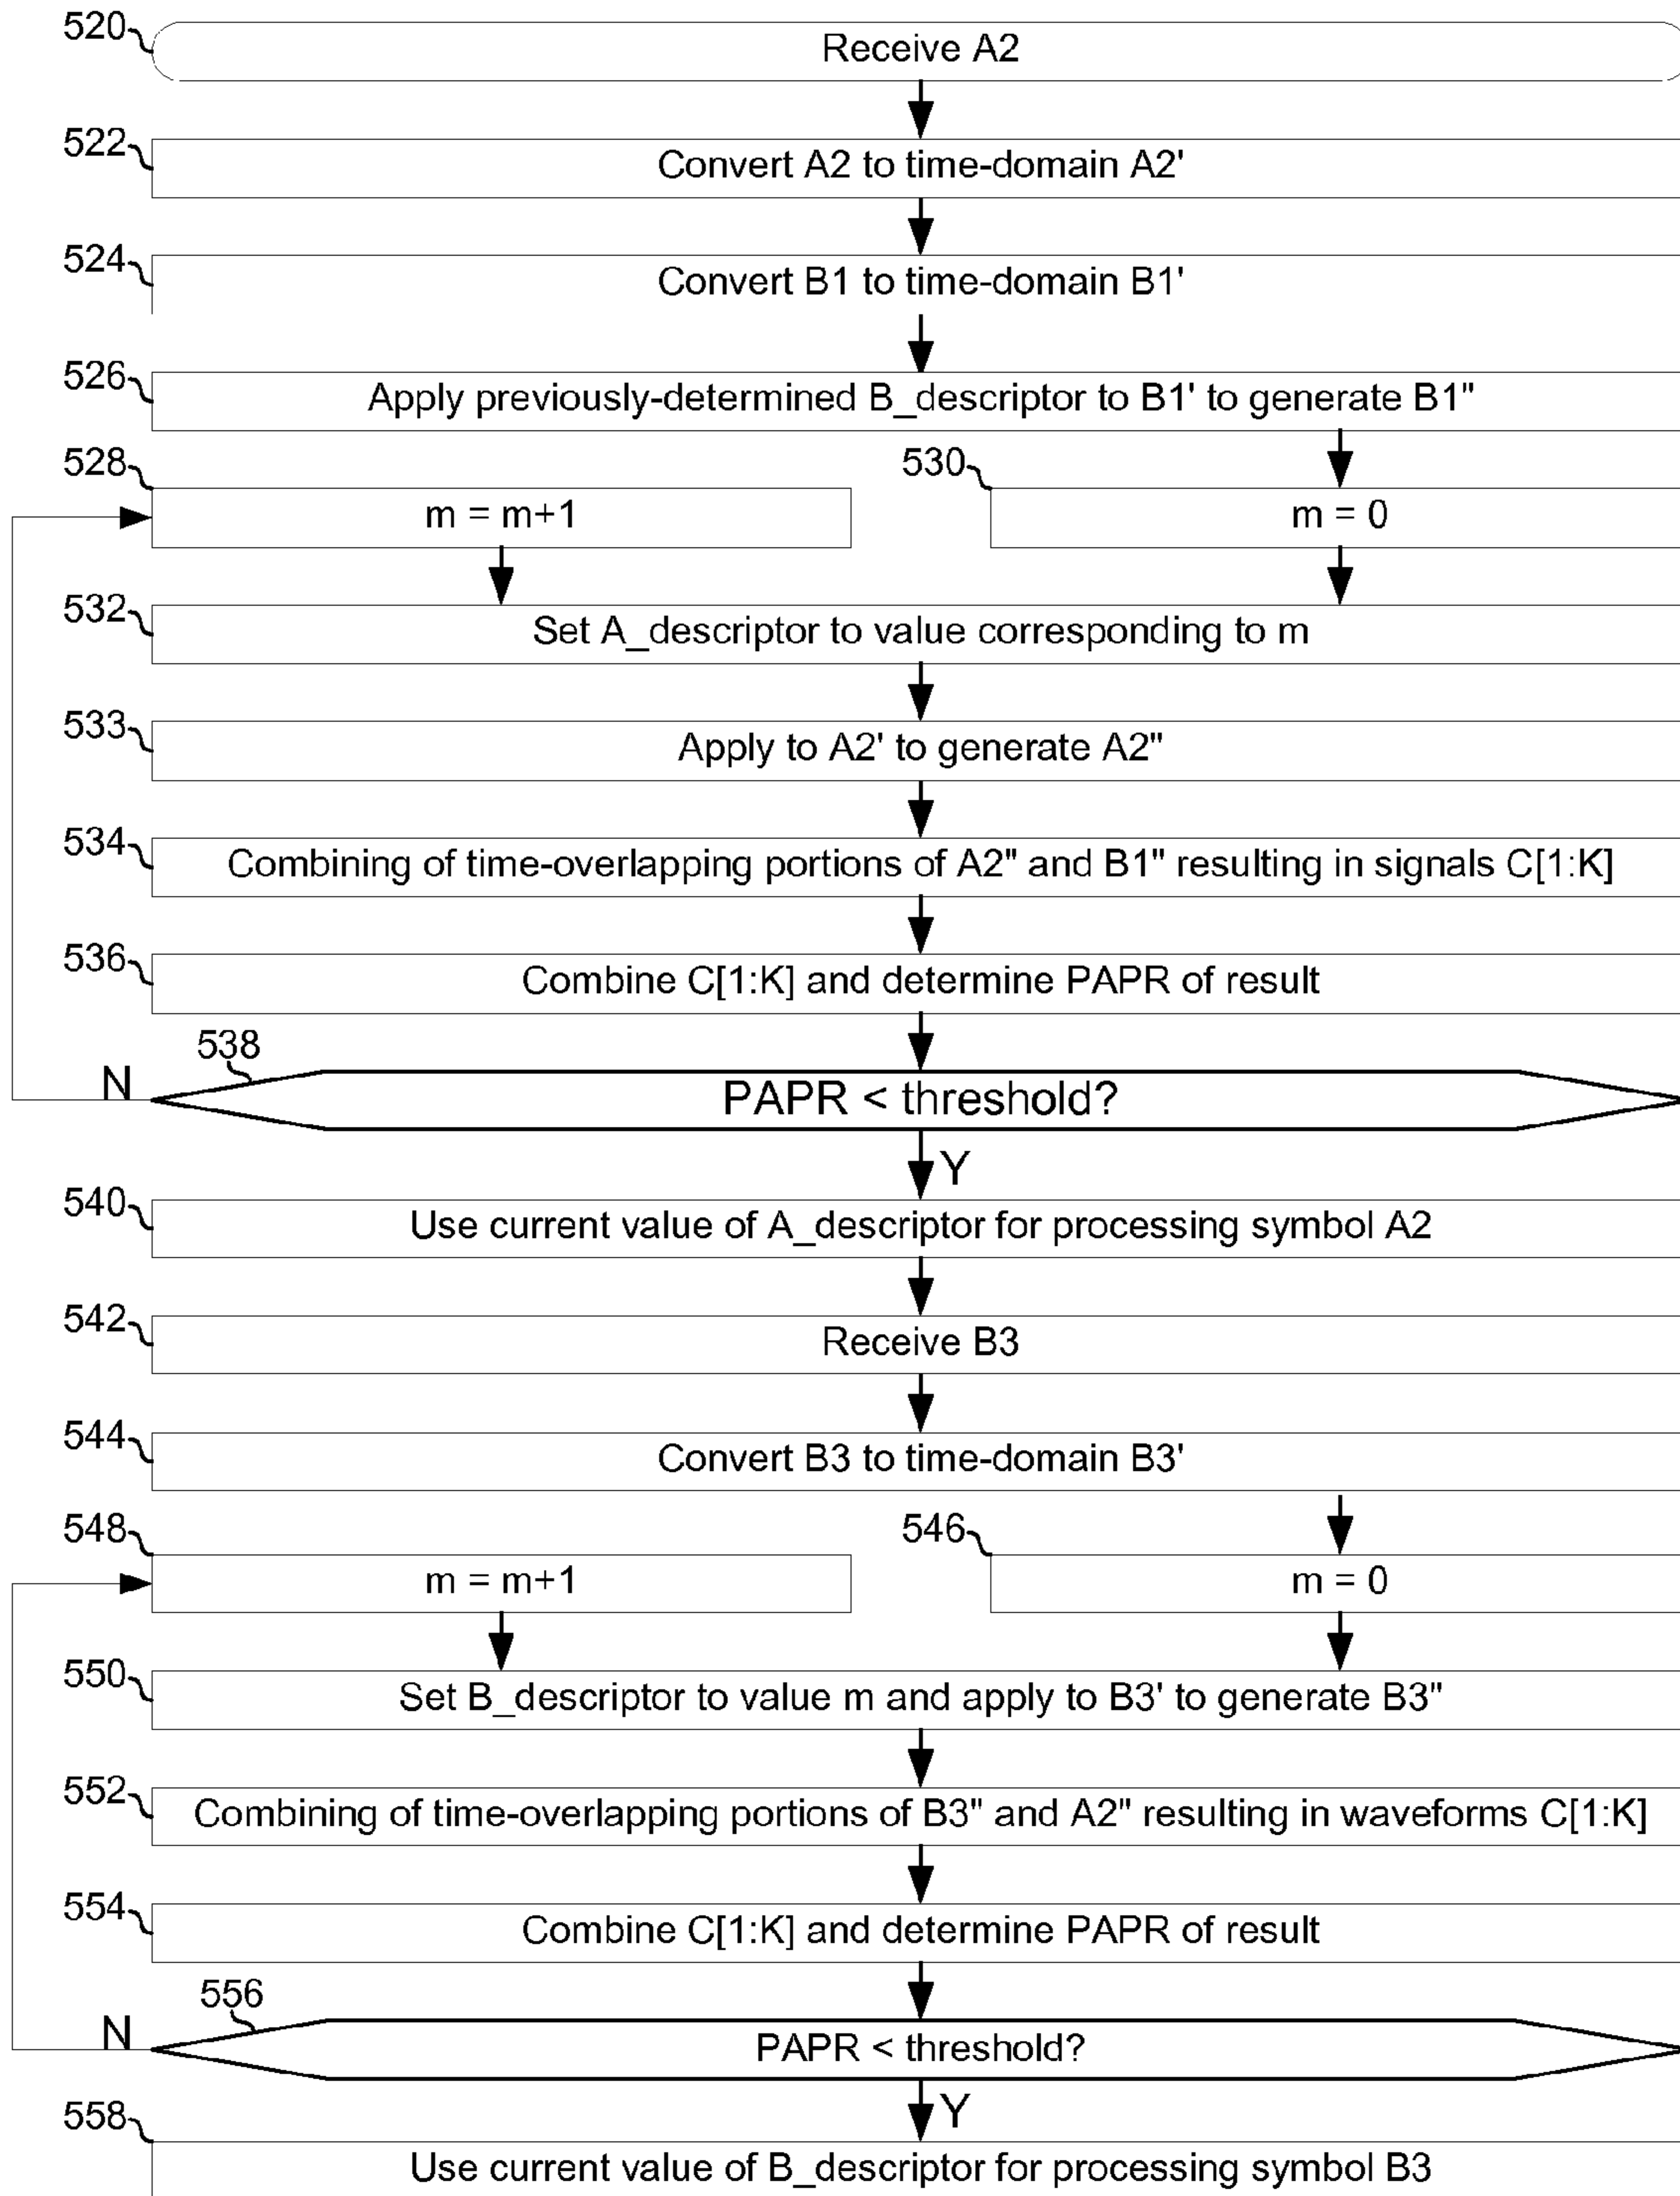 520
Receive A2
522
Convert A2 to time-domain A2'
524
Convert B1 to time-domain B1'
526
Apply previously-determined B_descriptor to B1' to generate B1"
528
530
m = m+1
m = 0
532
Set A_descriptor to value corresponding to m
533
Apply to A2' to generate A2"
534
Combining of time-overlapping portions of A2" and B1" resulting in signals C[1:K]
536
Combine C[1:K] and determine PAPR of result
538
N
PAPR < threshold?
Y
540
Use current value of A_descriptor for processing symbol A2
542
Receive B3
544
Convert B3 to time-domain B3'
548
546
m = m+1
m = 0
550
Set B_descriptor to value m and apply to B3' to generate B3"
552
Combining of time-overlapping portions of B3" and A2" resulting in waveforms C[1:K]
554
Combine C[1:K] and determine PAPR of result
556
N
PAPR < threshold?
Y
558
Use current value of B_descriptor for processing symbol B3